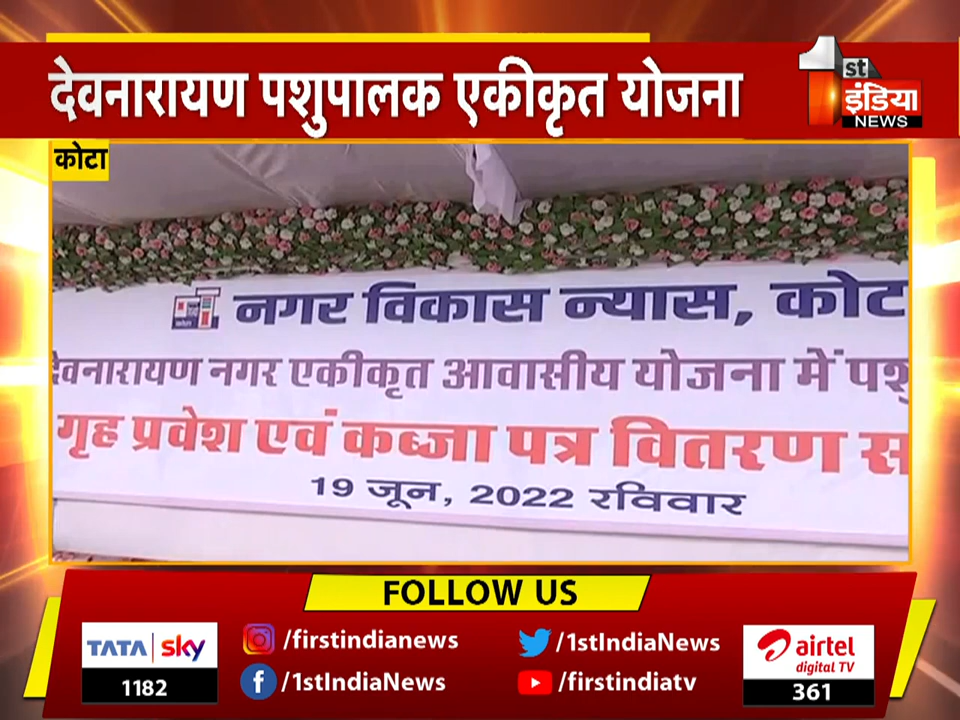 देवनारायण पशुपालक एकीकृत योजना
1st
इंडिया
NEWS
कोटा
नगर विकास न्यास, कोट
देवनारायण नगर एकीकृत आवासीय योजना में पशु
गृह प्रवेश एवं कब्जा पत्र वितरण स
19 जून, 2022 रविवार
FOLLOW US
TATA sky
1182
/firstindianews
/1stIndiaNews
/1stIndiaNews
/firstindiatv
airtel
digital TV
361